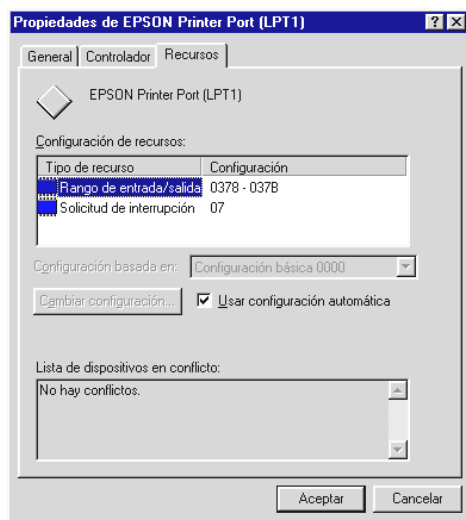 Propiedades de EPSON Printer Port (LPT1)
General Controlador Recursos
EPSON Printer Port (LPT1)
Configuración de recursos:
Tipo de recurso Configuración
Rango de entrada/salida 0378 - 037B
Solicitud de interrupción 07
Configuración basada en: Configuración básica 0000
Cambiar configuración... Usar configuración automática
Lista de dispositivos en conflicto:
No hay conflictos.
Aceptar Cancelar